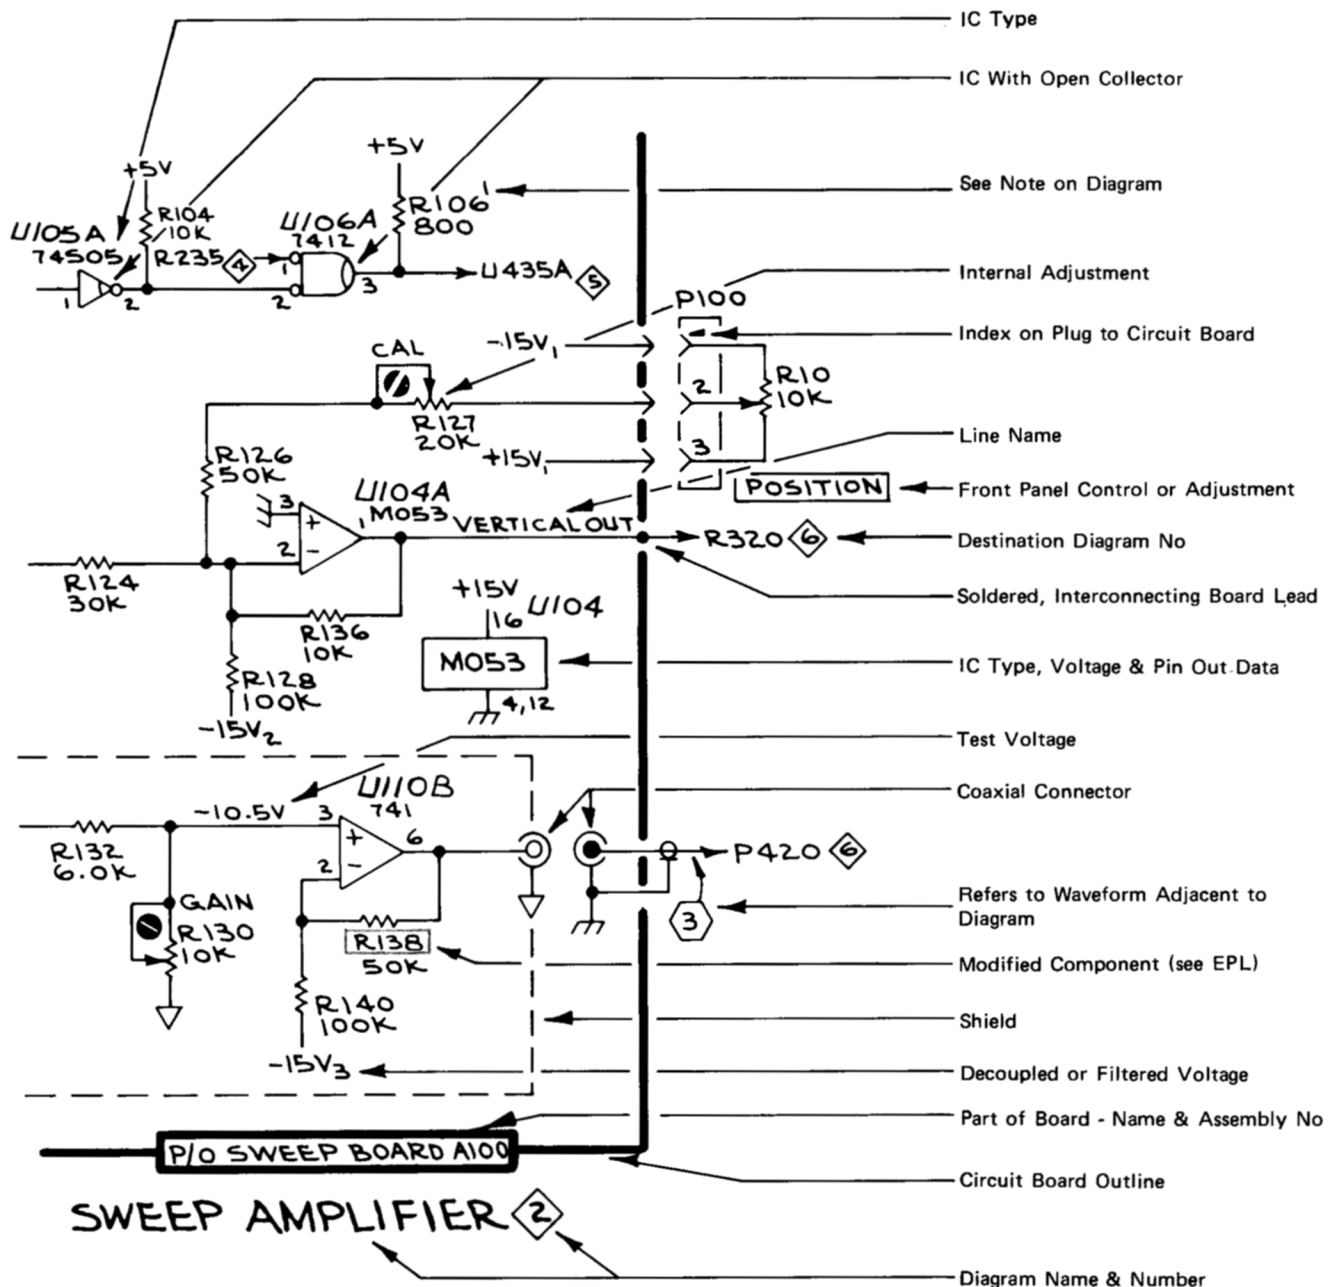 IC Type
IC With Open Collector
+5V
+5V
See Note on Diagram
R104
10K
R106 1
800
U105A
74S05
U106A
7412
R235 4
1
3
U435A 5
1
2
2
Internal Adjustment
P100
Index on Plug to Circuit Board
-15V1
CAL
2
R10
10K
R127
20K
3
+15V1
Line Name
R126
50K
POSITION
Front Panel Control or Adjustment
U104A
M053
3
+
1
VERTICAL OUT
R320 6
Destination Diagram No
2
-
R124
30K
+15V
16
U104
Soldered, Interconnecting Board Lead
R136
10K
M053
IC Type, Voltage & Pin Out Data
R128
100K
4,12
-15V2
Test Voltage
U110B
741
-10.5V
3
Coaxial Connector
+
6
R132
6.0K
2
-
P420 6
GAIN
R130
10K
3
Refers to Waveform Adjacent to
Diagram
R138
50K
Modified Component (see EPL)
R140
100K
Shield
-15V3
Decoupled or Filtered Voltage
Part of Board - Name & Assembly No
P/O SWEEP BOARD A100
Circuit Board Outline
SWEEP AMPLIFIER 2
Diagram Name & Number